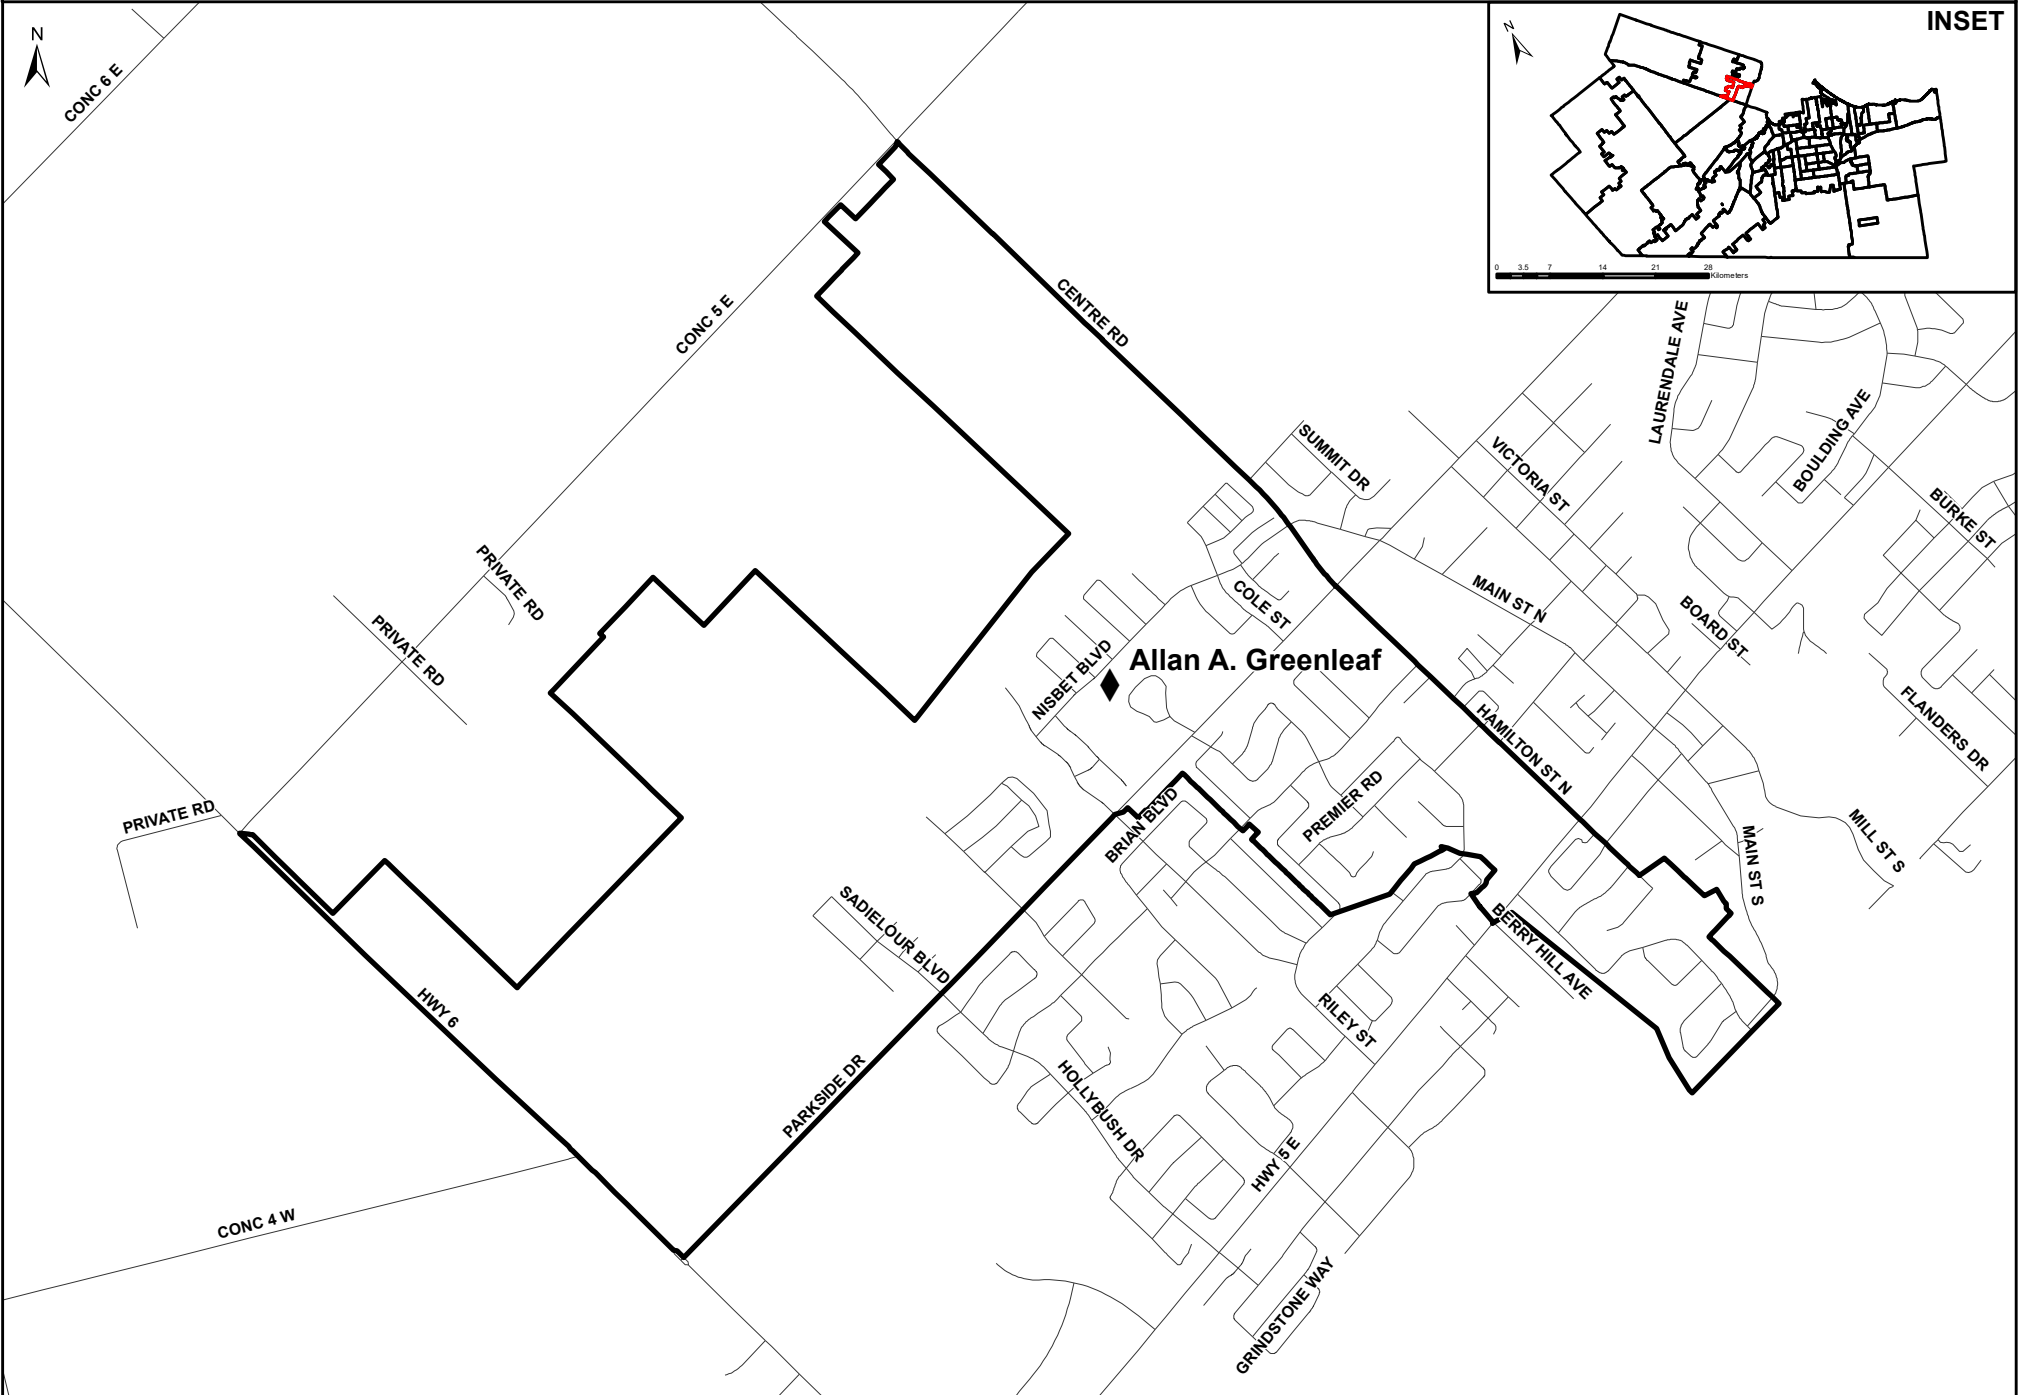 INSET
N
N
0 3.5 7 14 21 28
Kilometers
CONC 6 E
CONC 5 E
CENTRE RD
LAURENDALE AVE
BOULDING AVE
SUMMIT DR
VICTORIA ST
BURKE ST
PRIVATE RD
PRIVATE RD
COLE ST
MAIN ST N
BOARD ST
NISBET BLVD
Allan A. Greenleaf
FLANDERS DR
HAMILTON ST N
PRIVATE RD
BRIAN BLVD
PREMIER RD
MAIN ST S
MILL ST S
SADIELOUR BLVD
BERRY HILL AVE
HWY 6
RILEY ST
PARKSIDE DR
HOLLYBUSH DR
HWY 5 E
CONC 4 W
GRINDSTONE WAY